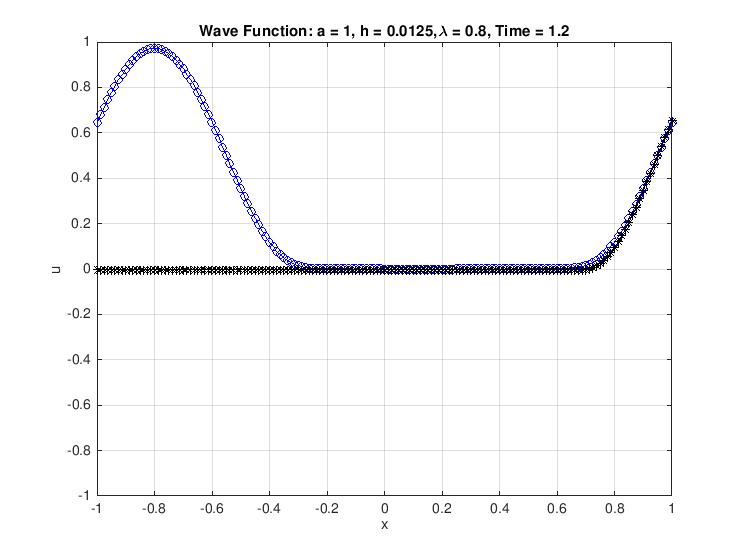 Wave Function: a = 1, h = 0.0125,λ = 0.8, Time = 1.2
1
0.8
0.6
0.4
0.2
0
-0.2
-0.4
-0.6
-0.8
-1
u
-1 -0.8 -0.6 -0.4 -0.2 0 0.2 0.4 0.6 0.8 1
x